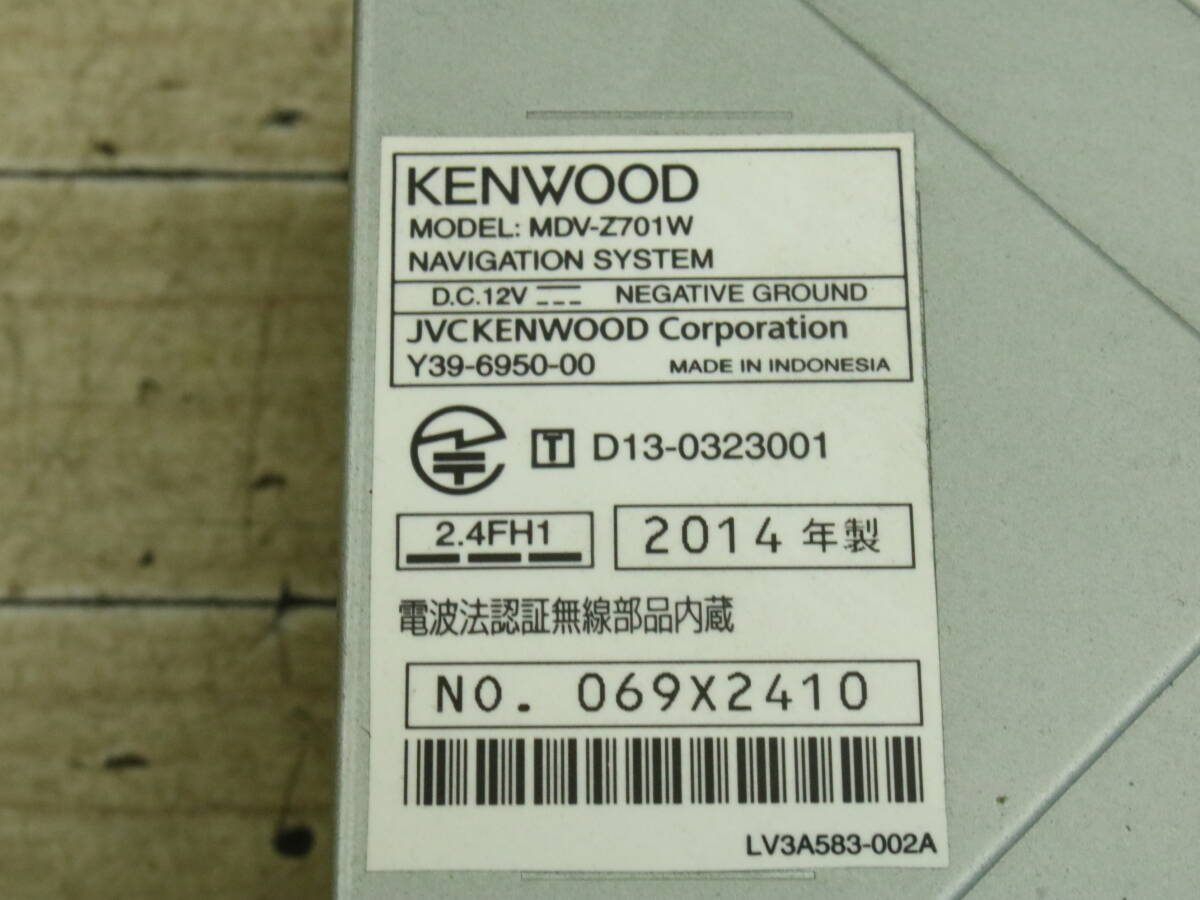 KENWOOD
MODEL: MDV-Z701W
NAVIGATION SYSTEM
D.C.12V NEGATIVE GROUND
JVCKENWOOD Corporation
Y39-6950-00 MADE IN INDONESIA
T D13-0323001
2.4FH1 2014 年製
電波法認証無線部品内蔵
NO. 069X2410
LV3A583-002A